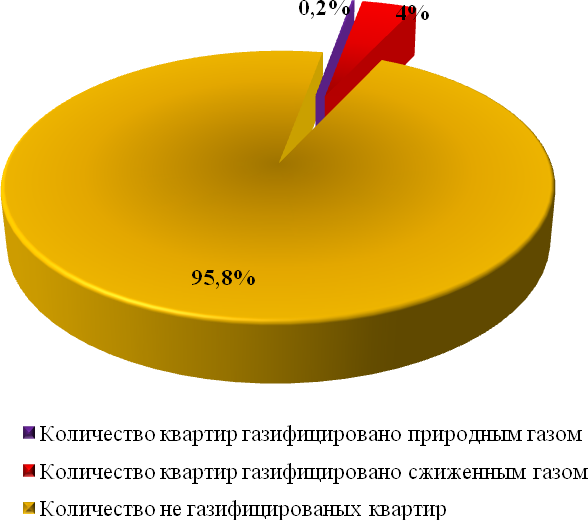 0,2%
4%
95,8%
Количество квартир газифицировано природным газом
Количество квартир газифицировано сжиженным газом
Количество не газифицированых квартир